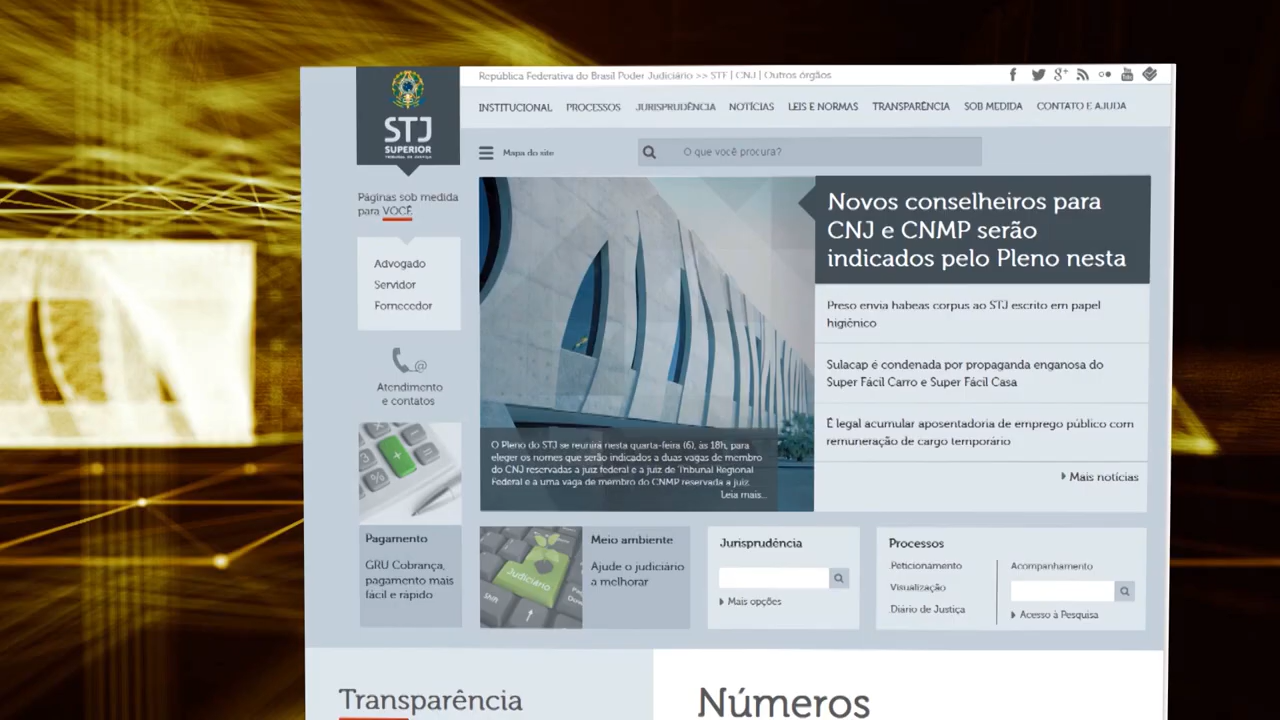 República Federativa do Brasil Poder Judiciário >> STF | CNJ | Outros órgãos
STJ
SUPERIOR
TRIBUNAL DE JUSTIÇA
INSTITUCIONAL PROCESSOS JURISPRUDÊNCIA NOTÍCIAS LEIS E NORMAS TRANSPARÊNCIA SOB MEDIDA CONTATO E AJUDA
Mapa do site
O que você procura?
Páginas sob medida
para VOCÊ
Advogado
Servidor
Fornecedor
Atendimento
e contatos
Pagamento
GRU Cobrança,
pagamento mais
fácil e rápido
Novos conselheiros para
CNJ e CNMP serão
indicados pelo Pleno nesta
O Pleno do STJ se reunirá nesta quarta-feira (6), às 18h, para
eleger os nomes que serão indicados a duas vagas de membro
do CNJ reservadas a juiz federal e a juiz de Tribunal Regional
Federal e a uma vaga de membro do CNMP reservada a juiz.
Leia mais...
Preso envia habeas corpus ao STJ escrito em papel
higiênico
Sulacap é condenada por propaganda enganosa do
Super Fácil Carro e Super Fácil Casa
É legal acumular aposentadoria de emprego público com
remuneração de cargo temporário
Mais notícias
Judiciário
Shift
Meio ambiente
Ajude o judiciário
a melhorar
Jurisprudência
Mais opções
Processos
Peticionamento
Visualização
Diário de Justiça
Acompanhamento
Acesso à Pesquisa
Transparência
Números